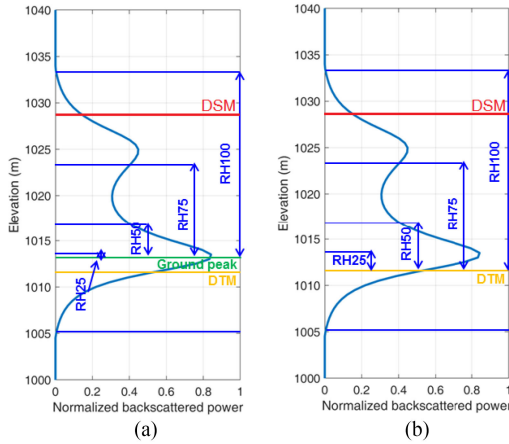 1040
1035
1030
1025
1020
1015
1010
1005
1000
Elevation (m)
DSM
RH100
RH75
RH50
Ground peak
RH25
DTM
0
0.2
0.4
0.6
0.8
1
Normalized backscattered power
(a)
1040
1035
1030
1025
1020
1015
1010
1005
1000
Elevation (m)
DSM
RH100
RH75
RH50
RH25
DTM
0
0.2
0.4
0.6
0.8
1
Normalized backscattered power
(b)